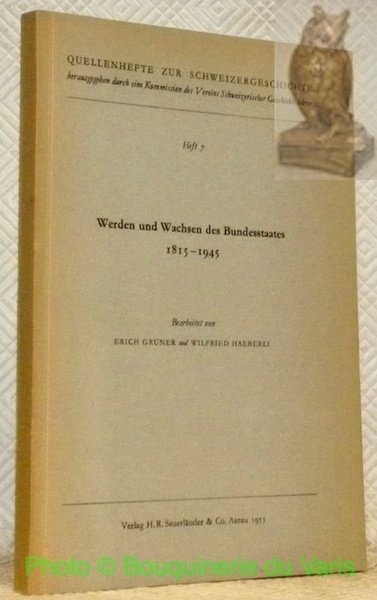 QUELLENHEFTE ZUR SCHWEIZERGESCHICHTE
herausgegeben durch eine Kommission des Vereins Schweizerischer Geschichtslehrer
Heft 7
Werden und Wachsen des Bundesstaates
1815–1945
Bearbeitet von
ERICH GRUNER und WILFRIED HAEBERLI
Verlag H. R. Sauerländer & Co. Aarau 1955
Photo © Bouquinerie du Varis